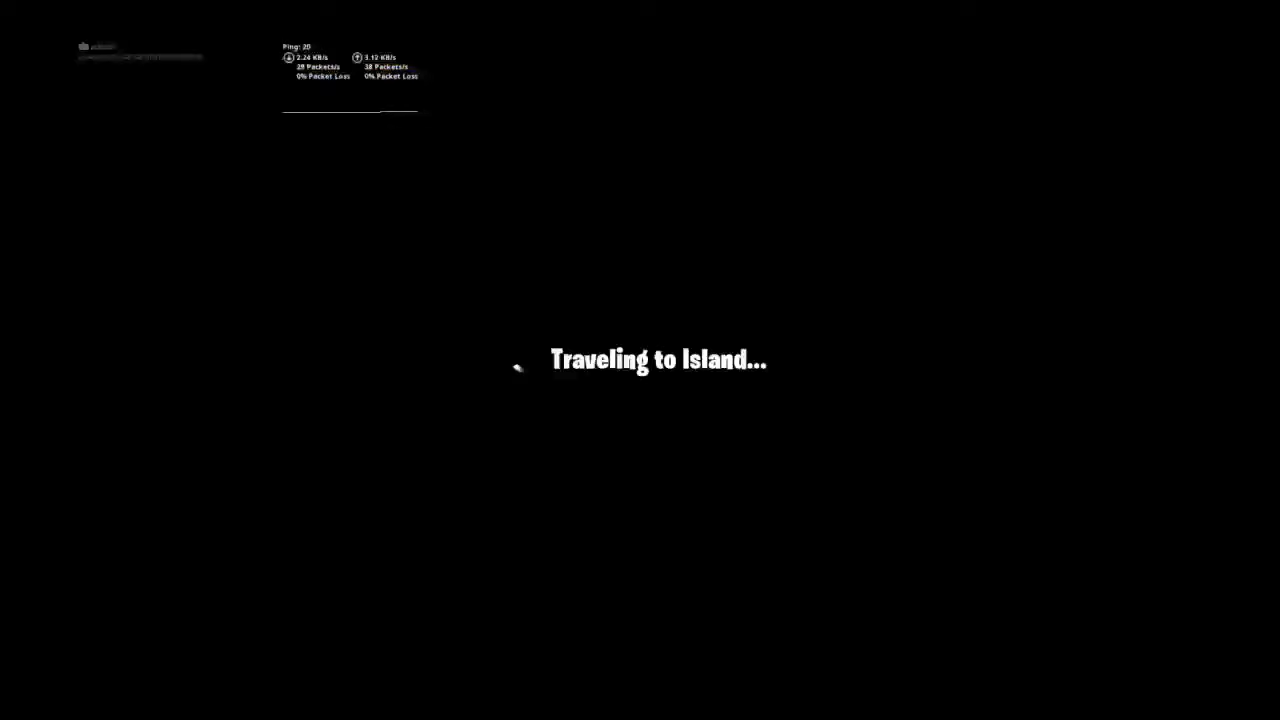 Ping: 20
2.24 KB/s 3.12 KB/s
29 Packets/s 38 Packets/s
0% Packet Loss 0% Packet Loss
Traveling to Island...